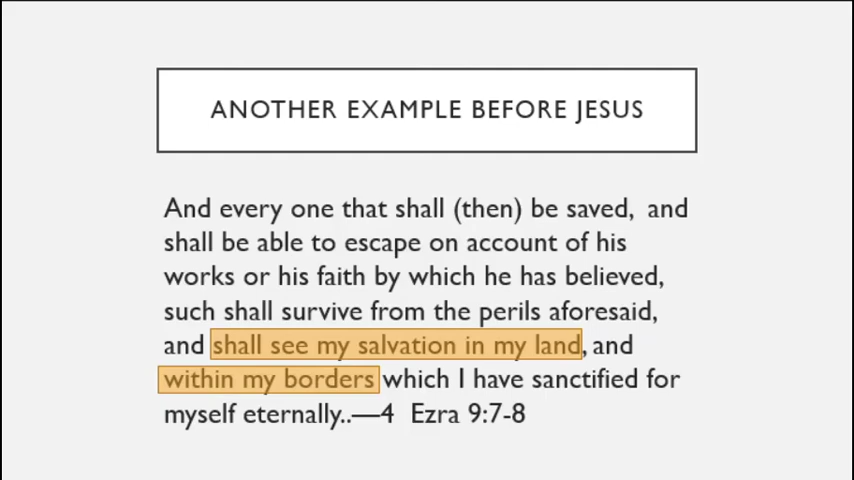 ANOTHER EXAMPLE BEFORE JESUS
And every one that shall (then) be saved, and
shall be able to escape on account of his
works or his faith by which he has believed,
such shall survive from the perils aforesaid,
and shall see my salvation in my land, and
within my borders which I have sanctified for
myself eternally..—4 Ezra 9:7-8